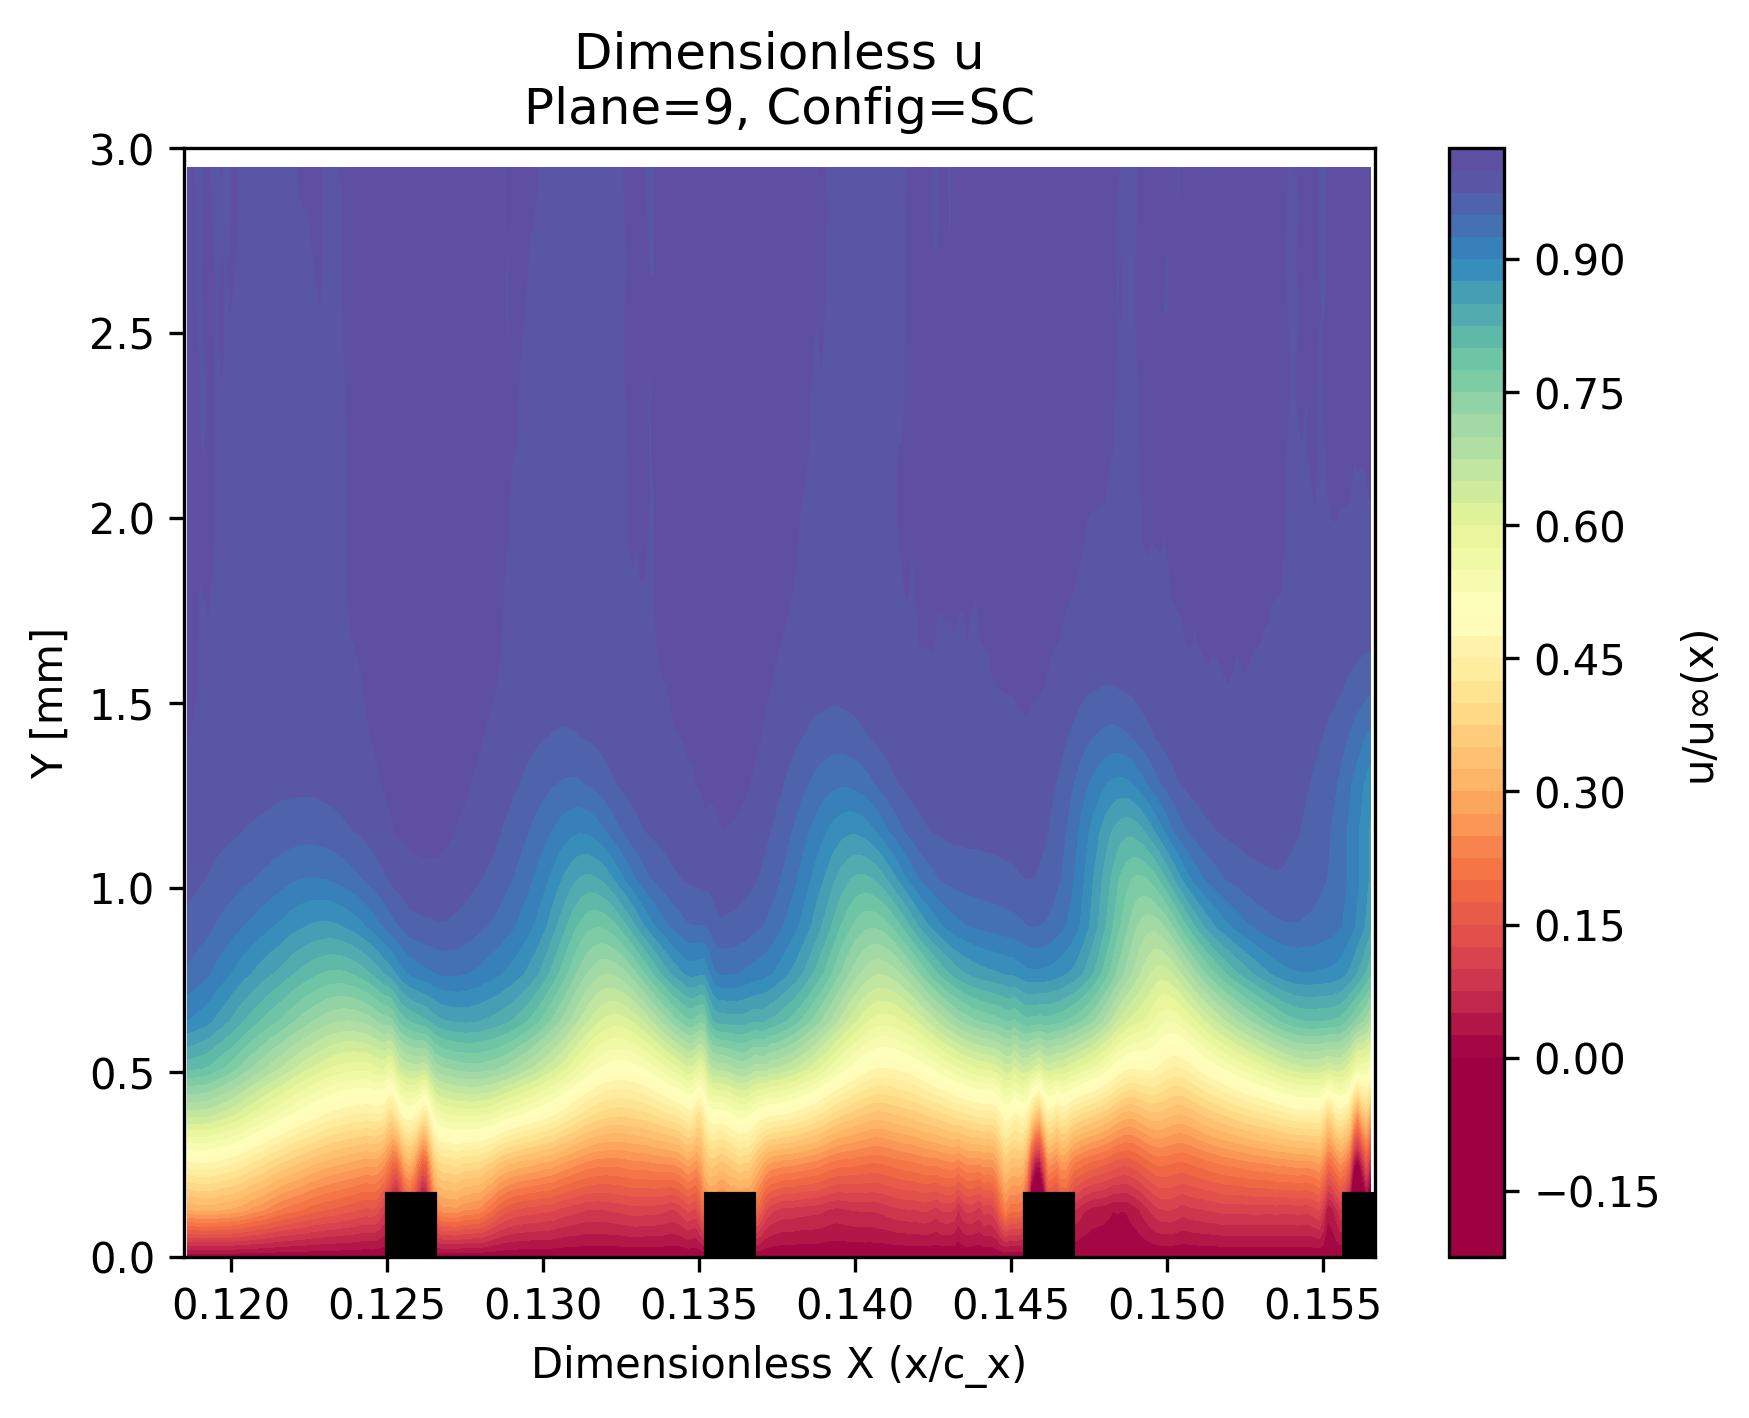 Dimensionless u
Plane=9, Config=SC
3.0
2.5
2.0
1.5
1.0
0.5
0.0
Y [mm]
0.120 0.125 0.130 0.135 0.140 0.145 0.150 0.155
Dimensionless X (x/c_x)
0.90
0.75
0.60
0.45
0.30
0.15
0.00
−0.15
u/u∞(x)